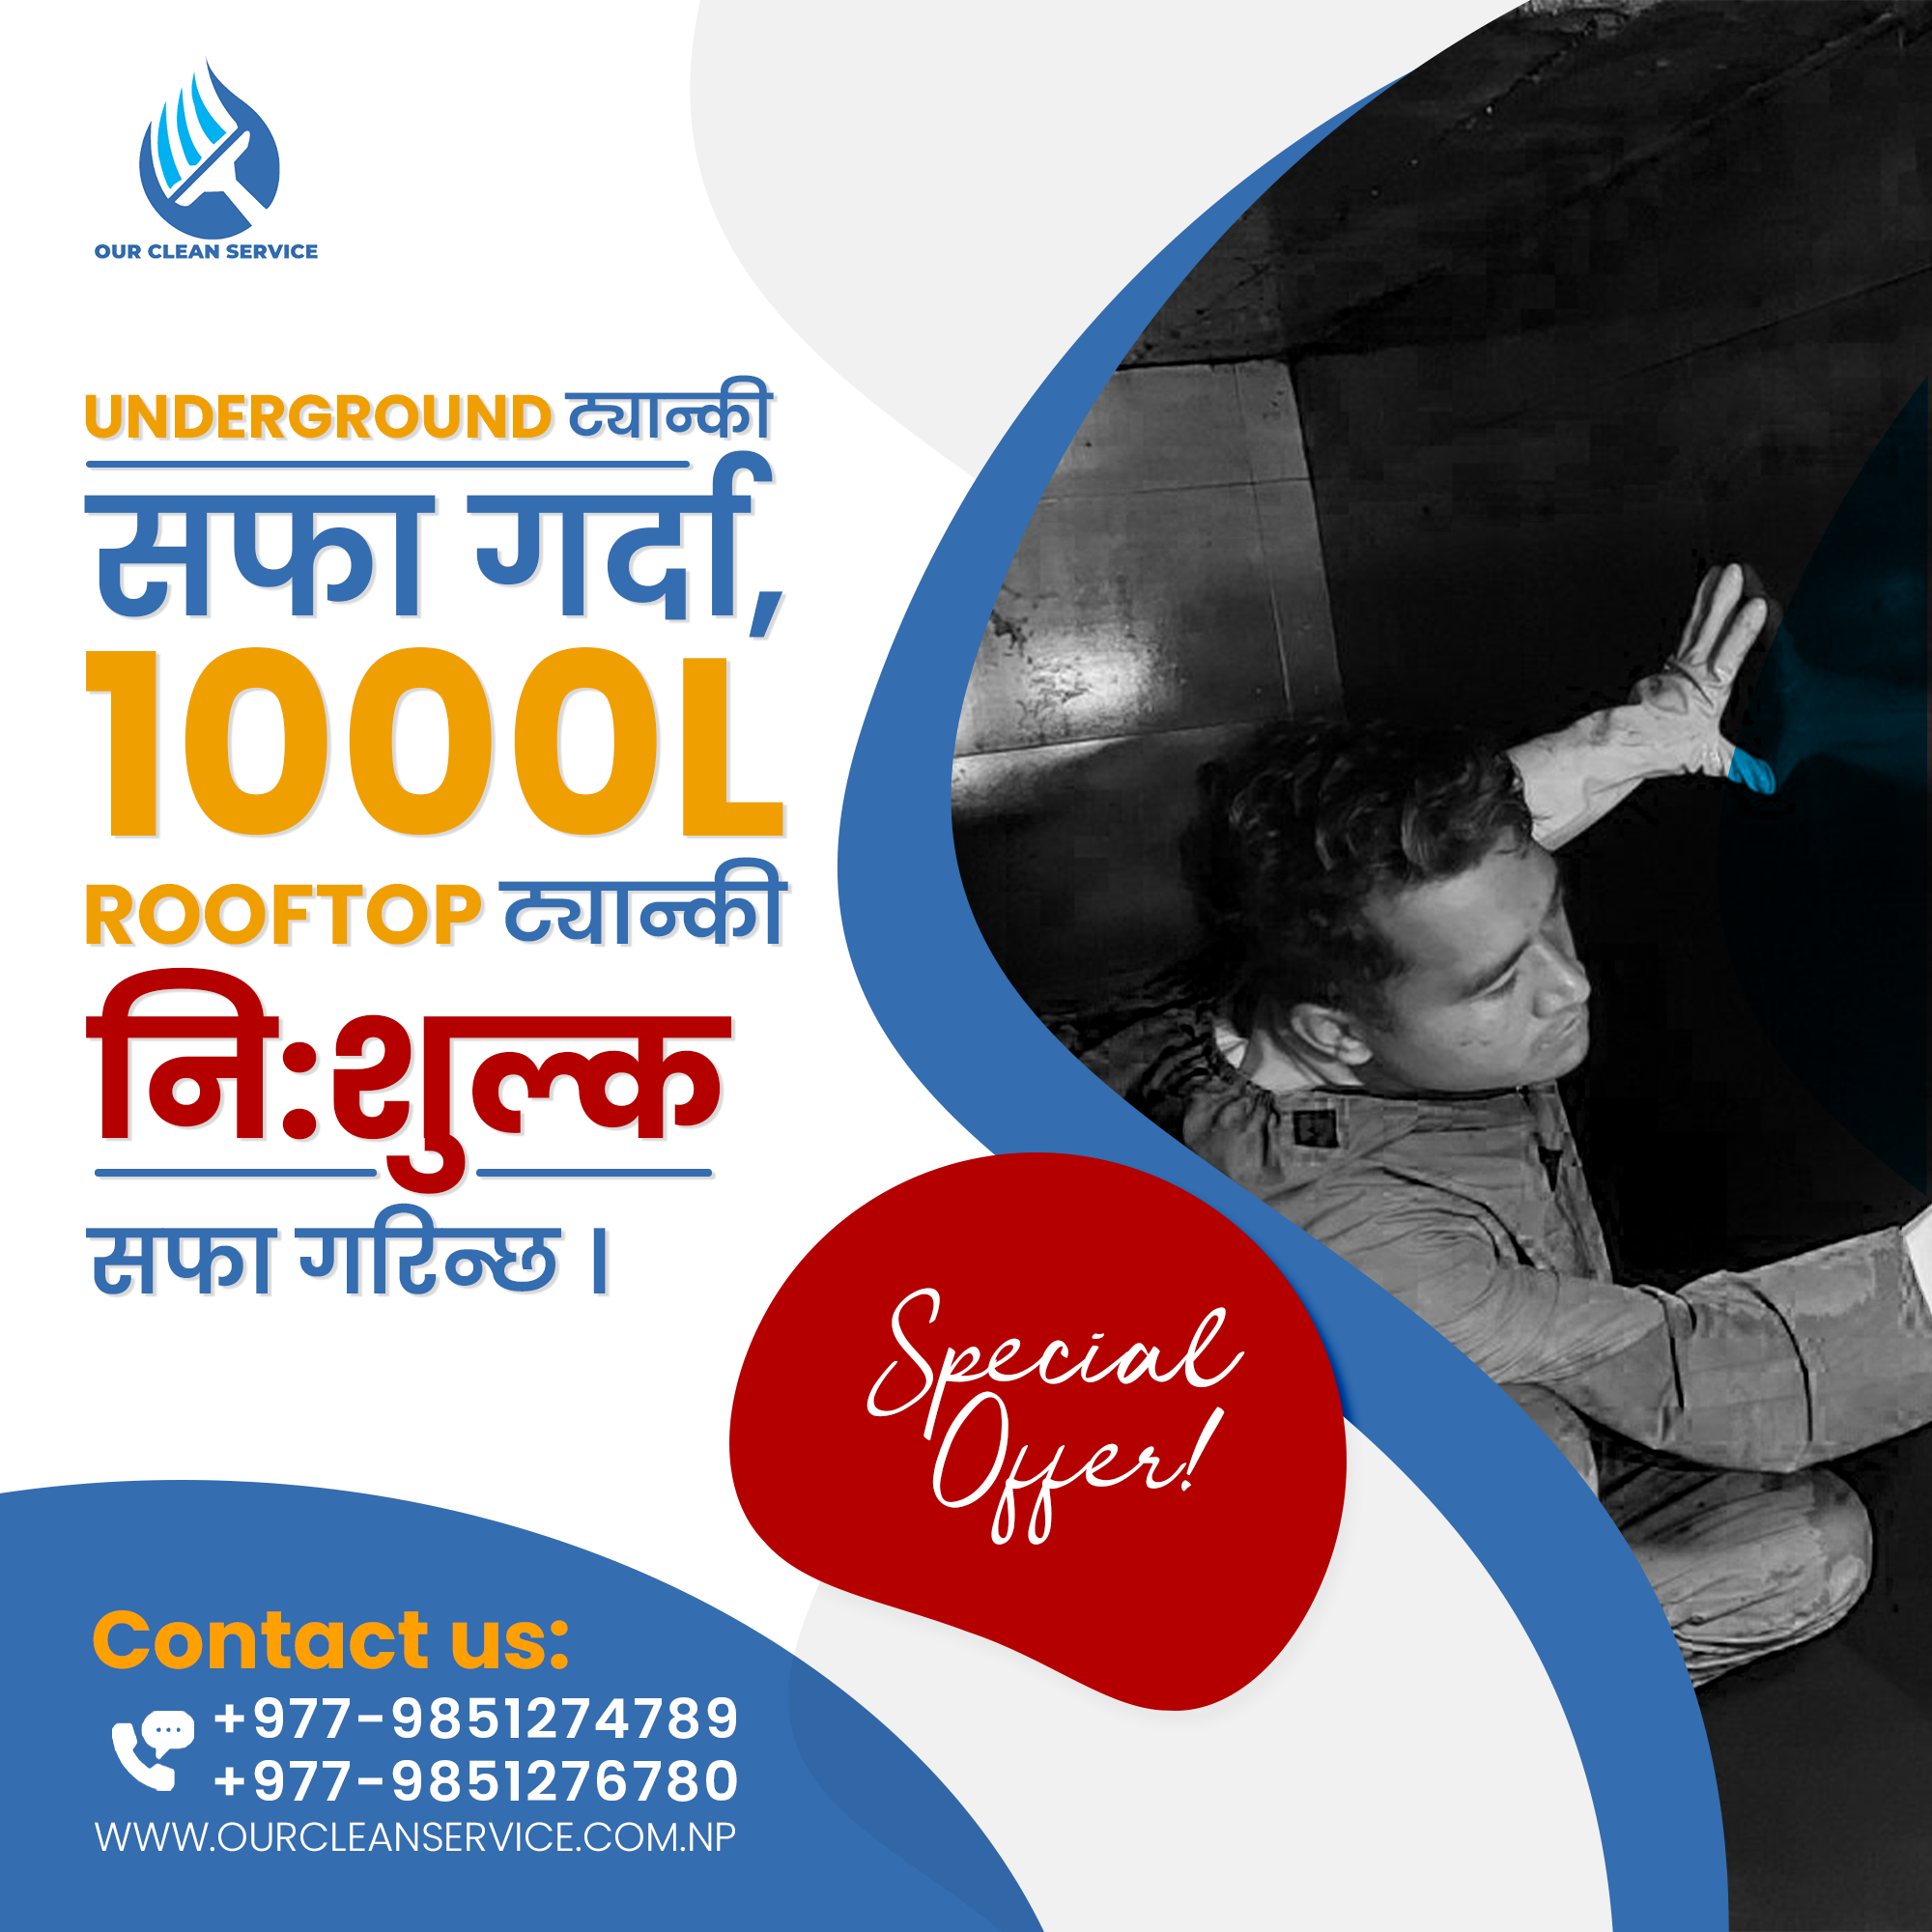 OUR CLEAN SERVICE
UNDERGROUND ट्यान्की
सफा गर्दा,
1000L
ROOFTOP ट्यान्की
नि:शुल्क
सफा गरिन्छ ।
Special
Offer!
Contact us:
+977-9851274789
+977-9851276780
WWW.OURCLEANSERVICE.COM.NP